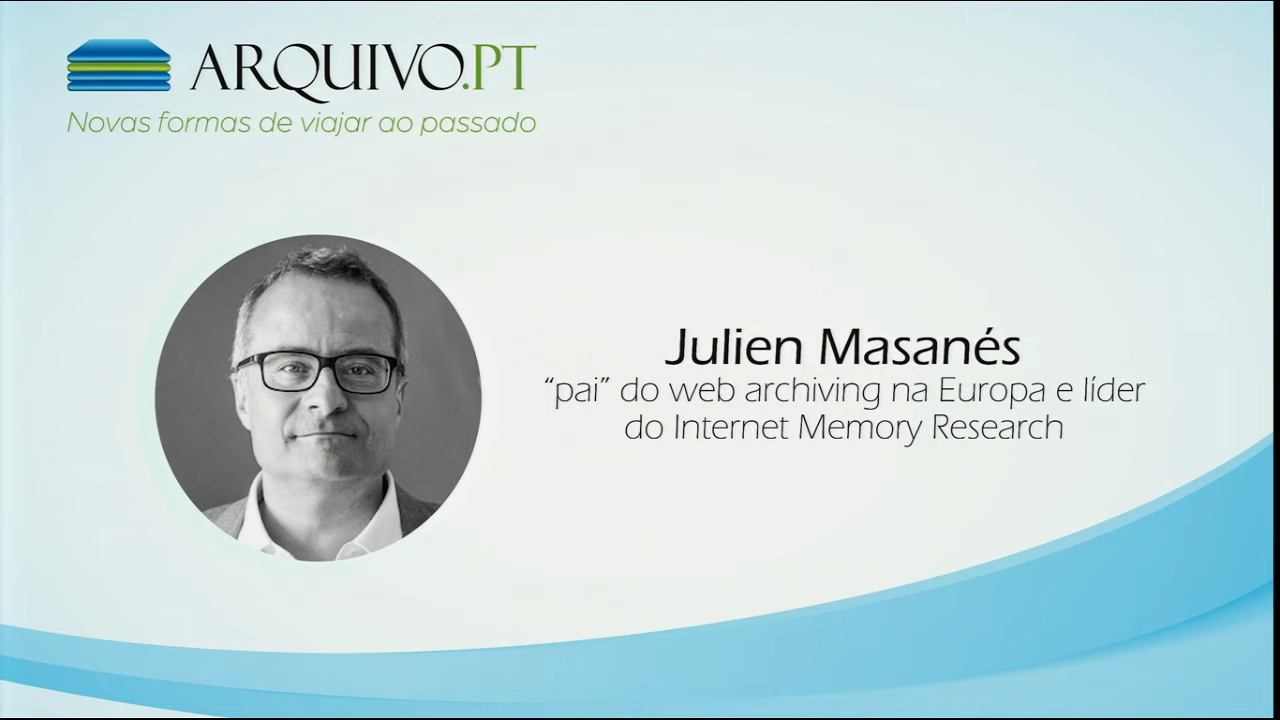 ARQUIVO.PT
Novas formas de viajar ao passado
Julien Masanés
“pai” do web archiving na Europa e líder
do Internet Memory Research